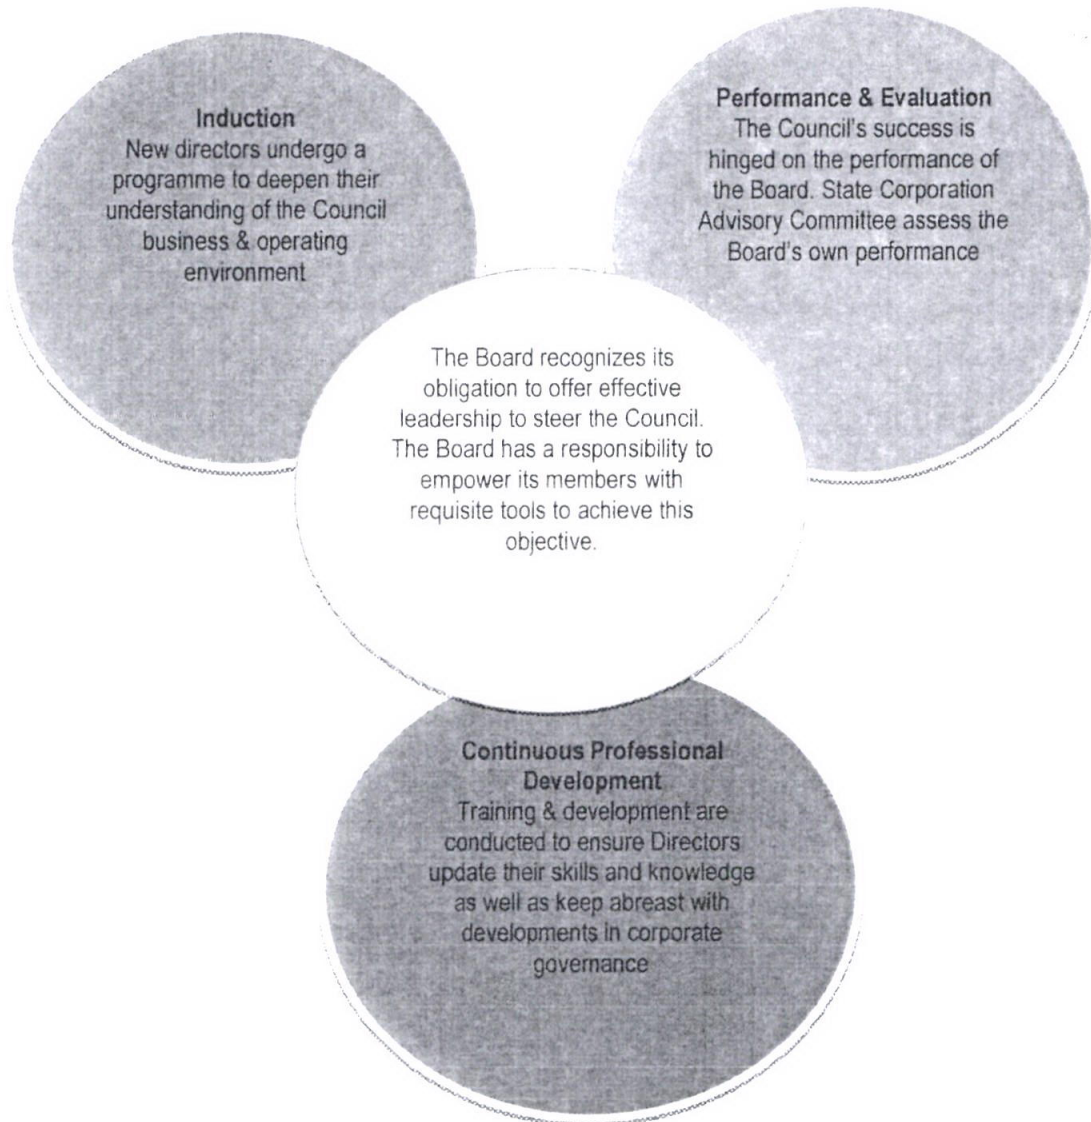 Induction
New directors undergo a
programme to deepen their
understanding of the Council
business & operating
environment
Performance & Evaluation
The Council's success is
hinged on the performance of
the Board. State Corporation
Advisory Committee assess the
Board's own performance
The Board recognizes its
obligation to offer effective
leadership to steer the Council.
The Board has a responsibility to
empower its members with
requisite tools to achieve this
objective.
Continuous Professional
Development
Training & development are
conducted to ensure Directors
update their skills and knowledge
as well as keep abreast with
developments in corporate
governance